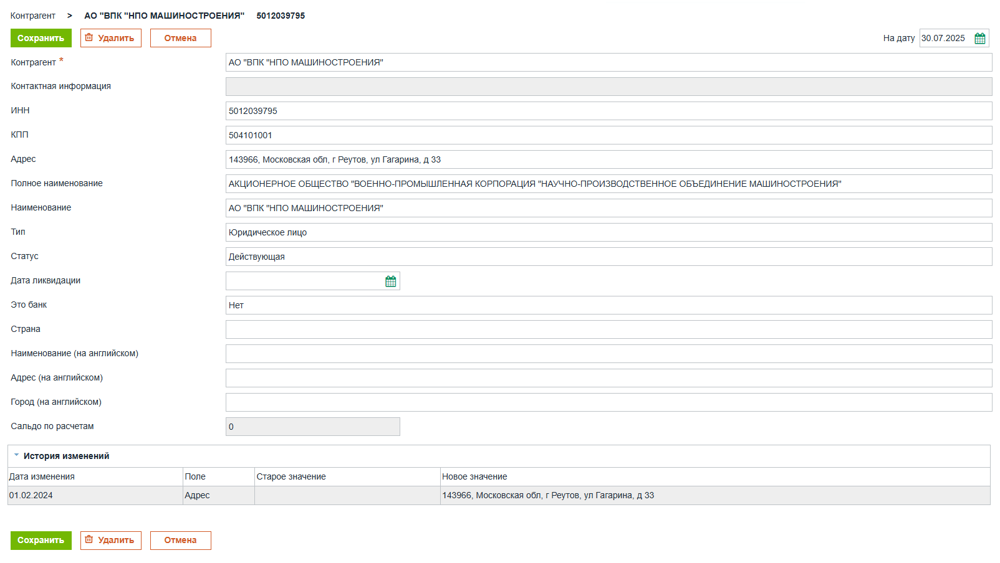 Контрагент > АО "ВПК "НПО МАШИНОСТРОЕНИЯ" 5012039795
Сохранить Удалить Отмена На дату 30.07.2025
Контрагент * АО "ВПК "НПО МАШИНОСТРОЕНИЯ"
Контактная информация
ИНН 5012039795
КПП 504101001
Адрес 143966, Московская обл, г Реутов, ул Гагарина, д 33
Полное наименование АКЦИОНЕРНОЕ ОБЩЕСТВО "ВОЕННО-ПРОМЫШЛЕННАЯ КОРПОРАЦИЯ "НАУЧНО-ПРОИЗВОДСТВЕННОЕ ОБЪЕДИНЕНИЕ МАШИНОСТРОЕНИЯ"
Наименование АО "ВПК "НПО МАШИНОСТРОЕНИЯ"
Тип Юридическое лицо
Статус Действующая
Дата ликвидации
Это банк Нет
Страна
Наименование (на английском)
Адрес (на английском)
Город (на английском)
Сальдо по расчетам 0
История изменений
Дата изменения Поле Старое значение Новое значение
01.02.2024 Адрес 143966, Московская обл, г Реутов, ул Гагарина, д 33
Сохранить Удалить Отмена